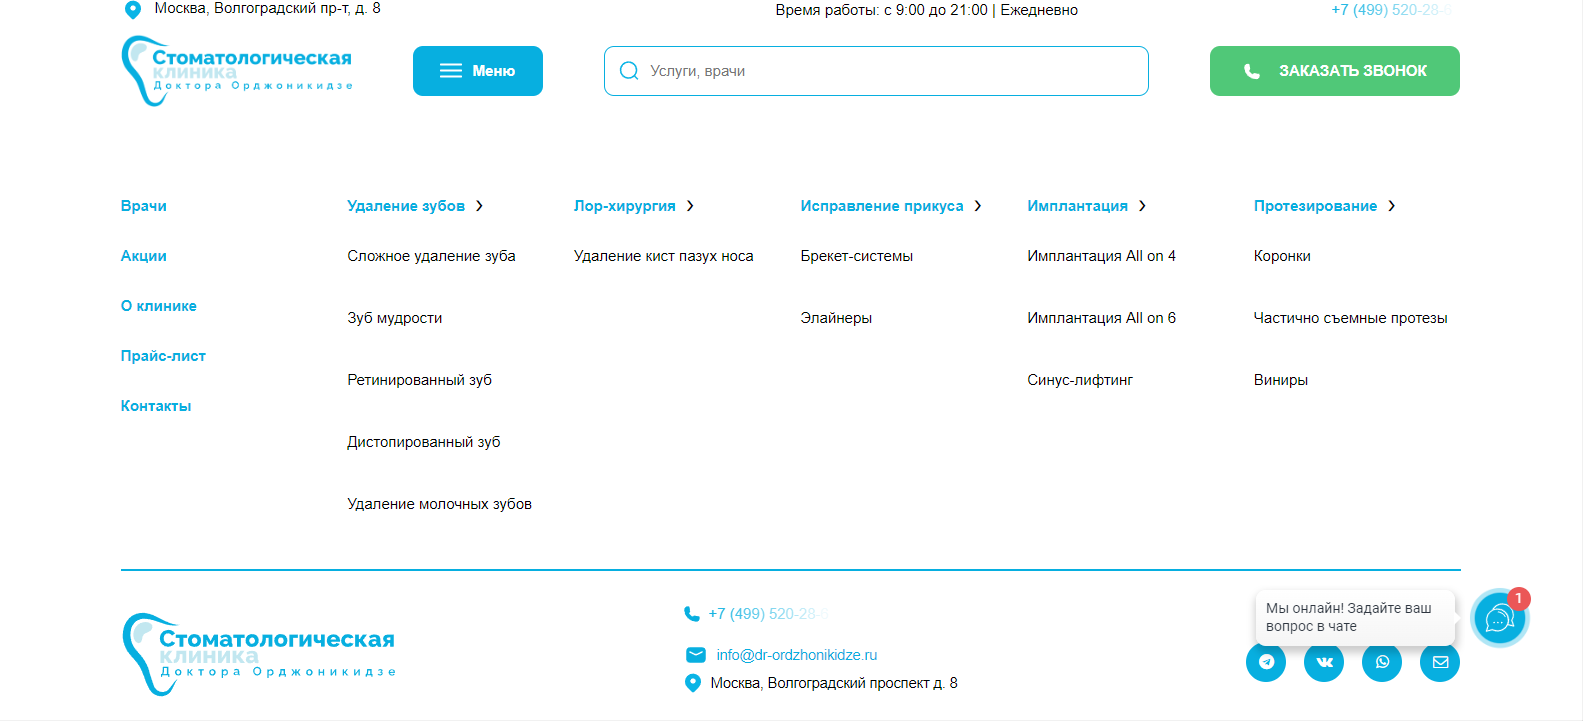 Москва, Волгоградский пр-т, д. 8
Время работы: с 9:00 до 21:00 | Ежедневно
+7 (499) 520-28-6
Стоматологическая
клиника
Доктора Орджоникидзе
Меню
Услуги, врачи
ЗАКАЗАТЬ ЗВОНОК
Врачи
Акции
О клинике
Прайс-лист
Контакты
Удаление зубов
Сложное удаление зуба
Зуб мудрости
Ретинированный зуб
Дистопированный зуб
Удаление молочных зубов
Лор-хирургия
Удаление кист пазух носа
Исправление прикуса
Брекет-системы
Элайнеры
Имплантация
Имплантация All on 4
Имплантация All on 6
Синус-лифтинг
Протезирование
Коронки
Частично съемные протезы
Виниры
Стоматологическая
клиника
Доктора Орджоникидзе
+7 (499) 520-28-6
info@dr-ordzhonikidze.ru
Москва, Волгоградский проспект д. 8
Мы онлайн! Задайте ваш
вопрос в чате
1